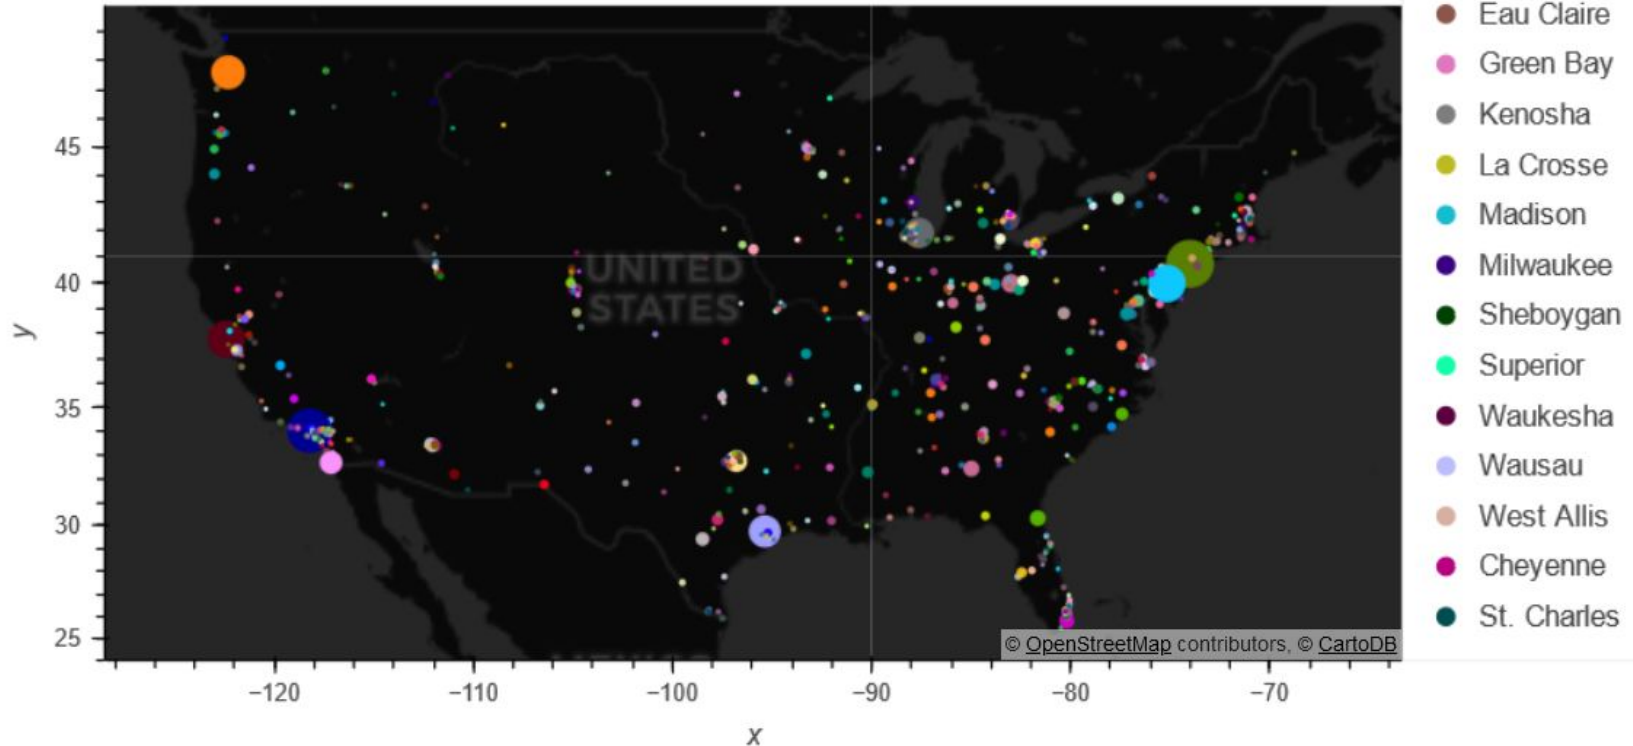 Eau Claire
Green Bay
Kenosha
La Crosse
Madison
Milwaukee
Sheboygan
Superior
Waukesha
Wausau
West Allis
Cheyenne
St. Charles
45
40
35
30
25
y
UNITED
STATES
© OpenStreetMap contributors, © CartoDB
−120
−110
−100
−90
−80
−70
x